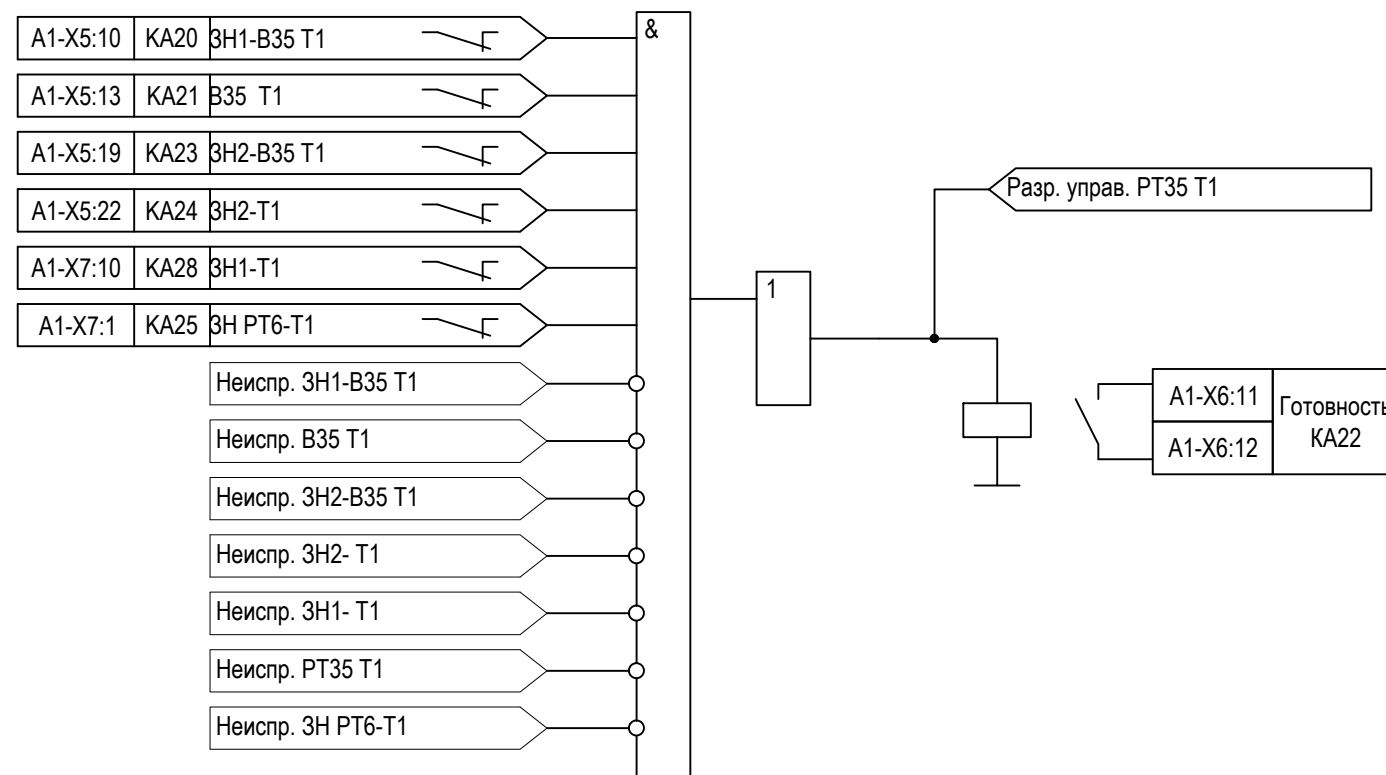 A1-X5:10 KA20 ЗН1-В35 Т1
&
A1-X5:13 KA21 В35 Т1
A1-X5:19 KA23 ЗН2-В35 Т1
A1-X5:22 KA24 ЗН2-Т1
A1-X7:10 KA28 ЗН1-Т1
A1-X7:1 KA25 ЗН РТ6-Т1
Неиспр. ЗН1-В35 Т1
Неиспр. В35 Т1
Неиспр. ЗН2-В35 Т1
Неиспр. ЗН2- Т1
Неиспр. ЗН1- Т1
Неиспр. РТ35 Т1
Неиспр. ЗН РТ6-Т1
1
Разр. управ. РТ35 Т1
A1-X6:11
A1-X6:12
Готовность
КА22